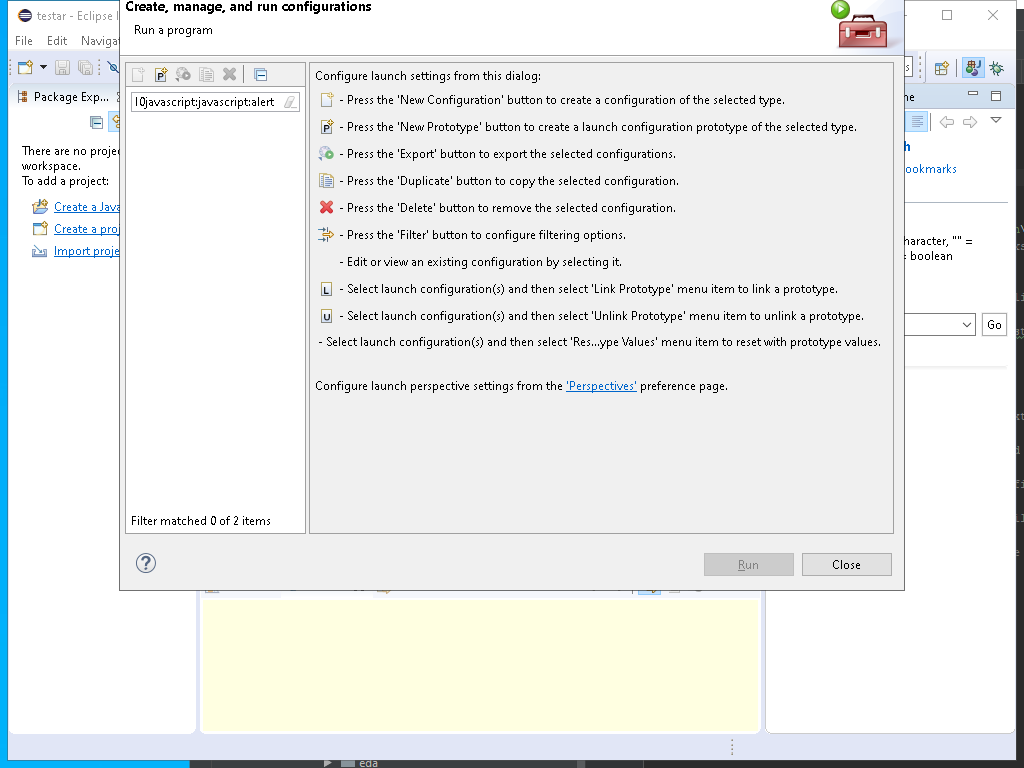 testar - Eclipse I
Create, manage, and run configurations
Run a program
File Edit Navigat
Package Exp...
There are no proje
workspace.
To add a project:
Create a Java
Create a proj
Import proje
l0javascript:javascript:alert
Filter matched 0 of 2 items
Configure launch settings from this dialog:
- Press the 'New Configuration' button to create a configuration of the selected type.
- Press the 'New Prototype' button to create a launch configuration prototype of the selected type.
- Press the 'Export' button to export the selected configurations.
- Press the 'Duplicate' button to copy the selected configuration.
- Press the 'Delete' button to remove the selected configuration.
- Press the 'Filter' button to configure filtering options.
- Edit or view an existing configuration by selecting it.
L - Select launch configuration(s) and then select 'Link Prototype' menu item to link a prototype.
U - Select launch configuration(s) and then select 'Unlink Prototype' menu item to unlink a prototype.
- Select launch configuration(s) and then select 'Res...ype Values' menu item to reset with prototype values.
Configure launch perspective settings from the 'Perspectives' preference page.
Run
Close
s
ne
h
ookmarks
haracter, "" =
= boolean
Go
eda